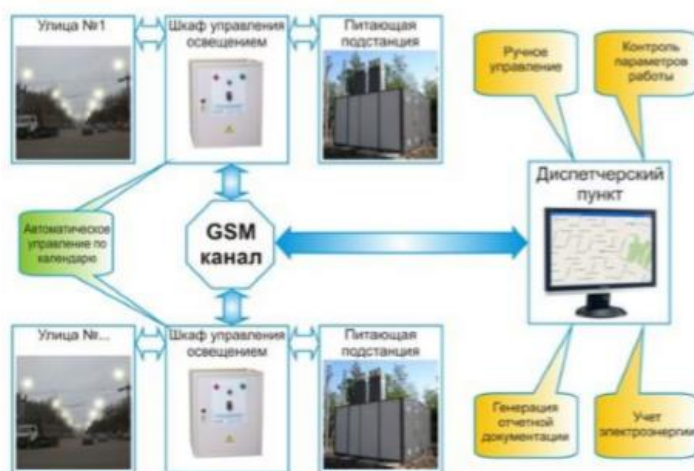 Улица №1
Шкаф управления
освещением
Питающая
подстанция
Ручное
управление
Контроль
параметров
работы
Диспетчерский
пункт
Автоматическое
управление по
календарю
GSM
канал
Улица №...
Шкаф управления
освещением
Питающая
подстанция
Генерация
отчетной
документации
Учет
электроэнергии